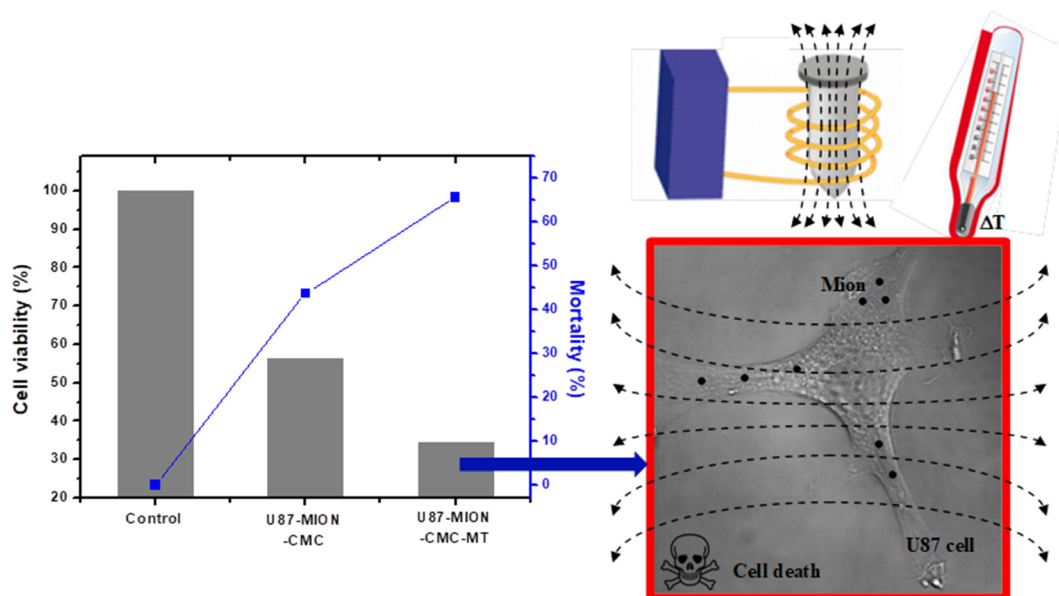 Cell viability (%)
100
90
80
70
60
50
40
30
20
Control
U87-MION
-CMC
U87-MION
-CMC-MT
70
60
50
40
30
20
10
0
Mortality (%)
ΔT
Mion
U87 cell
Cell death